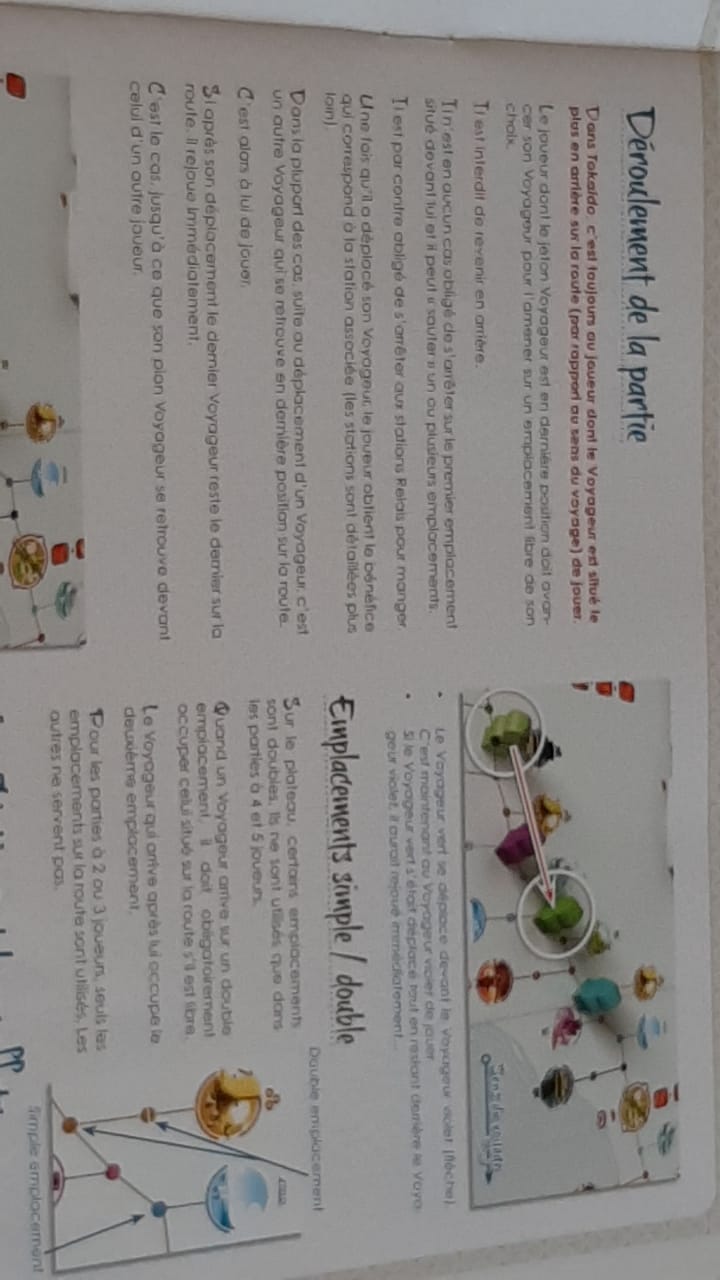 Déroulement de la partie
Dans Tokaido, c'est toujours au joueur dont le Voyageur est situé le
plus en arrière sur la route (par rapport au sens du voyage) de jouer.
Le joueur dont le jeton Voyageur est en dernière position doit avan-
cer son Voyageur pour l'amener sur un emplacement libre de son
choix.
Il est interdit de revenir en arrière.
Il n'est en aucun cas obligé de s'arrêter sur le premier emplacement
situé devant lui et il peut « sauter » un ou plusieurs emplacements.
Il est par contre obligé de s'arrêter aux stations Relais pour manger.
Une fois qu'il a déplacé son Voyageur, le joueur obtient le bénéfice
qui correspond à la station associée (les stations sont détaillées plus
loin).
Dans la plupart des cas, suite au déplacement d'un Voyageur, c'est
un autre Voyageur qui se retrouve en dernière position sur la route.
C'est alors à lui de jouer.
Si après son déplacement le dernier Voyageur reste le dernier sur la
route, il rejoue immédiatement.
C'est le cas, jusqu'à ce que son pion Voyageur se retrouve devant
celui d'un autre joueur.
Sens du voyage
• Le Voyageur vert se déplace devant le Voyageur violet (flèche).
C'est maintenant au Voyageur violet de jouer.
• Si le Voyageur vert s'était déplacé tout en restant derrière le Voya-
geur violet, il aurait rejoué immédiatement...
Emplacements simple / double
Double emplacement
Sur le plateau, certains emplacements
sont doubles. Ils ne sont utilisés que dans
les parties à 4 et 5 joueurs.
Quand un Voyageur arrive sur un double
emplacement, il doit obligatoirement
occuper celui situé sur la route s'il est libre.
Le Voyageur qui arrive après lui occupe le
deuxième emplacement.
Pour les parties à 2 ou 3 joueurs, seuls les
emplacements sur la route sont utilisés. Les
autres ne servent pas.
Simple emplacement